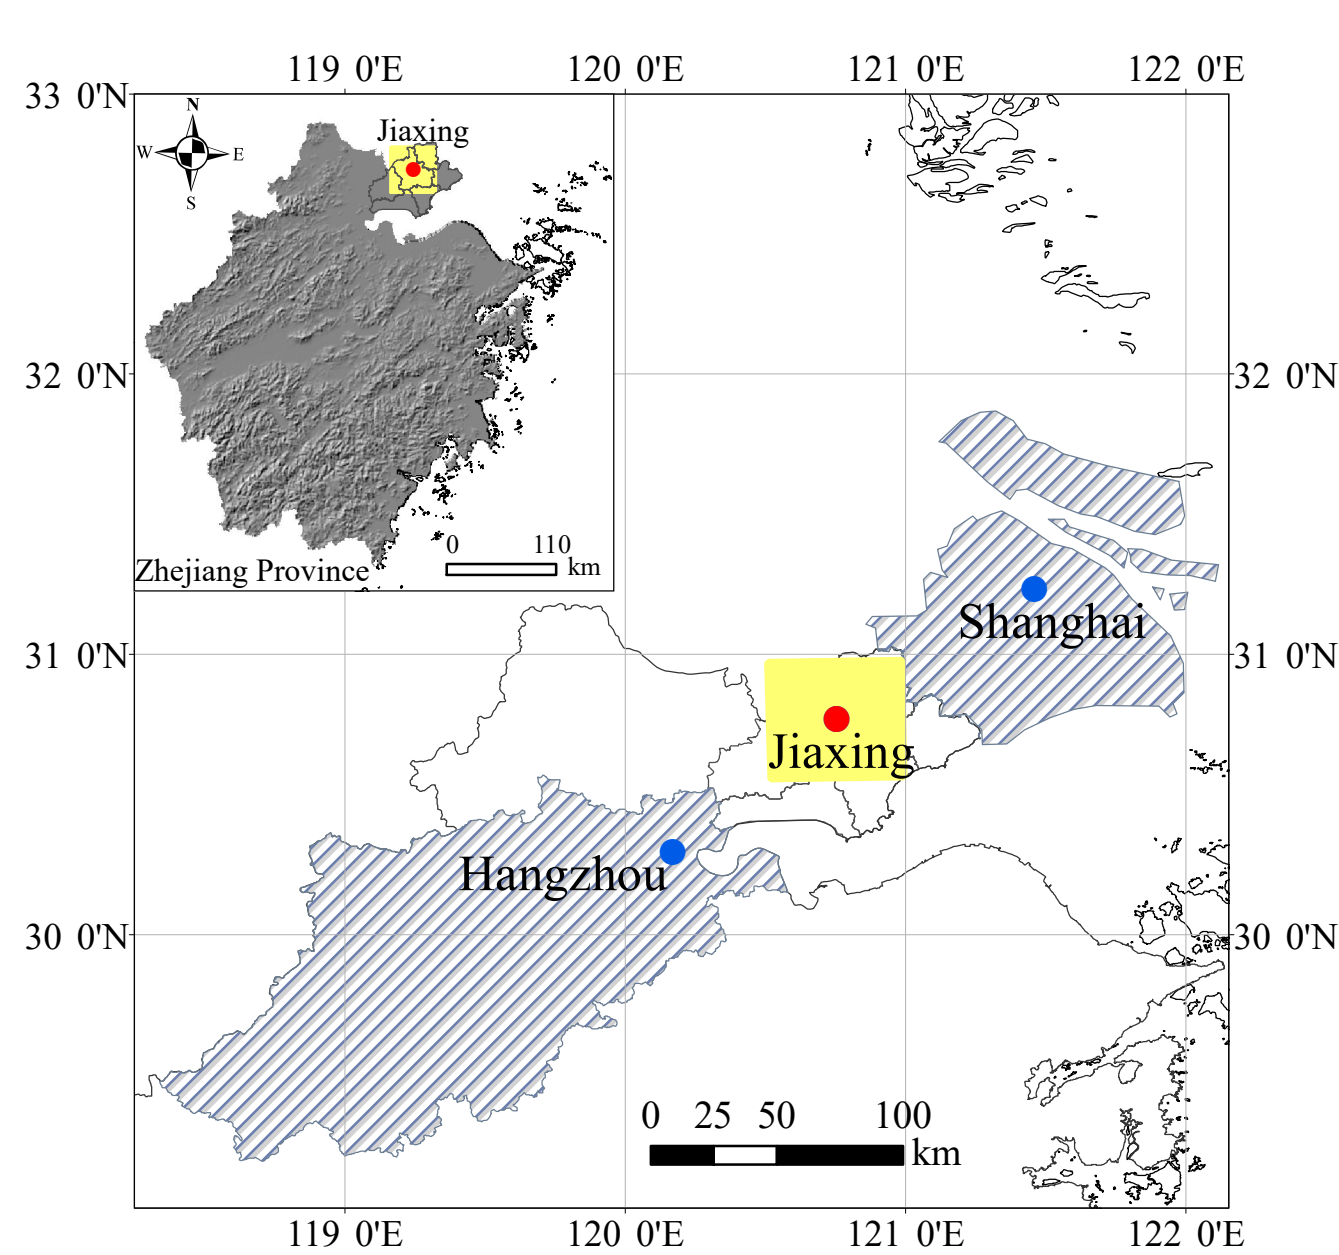 119 0'E 120 0'E 121 0'E 122 0'E
33 0'N
N
W E
S
Jiaxing
32 0'N 32 0'N
0 110
km
Zhejiang Province
Shanghai
31 0'N 31 0'N
Jiaxing
Hangzhou
30 0'N 30 0'N
0 25 50 100
km
119 0'E 120 0'E 121 0'E 122 0'E